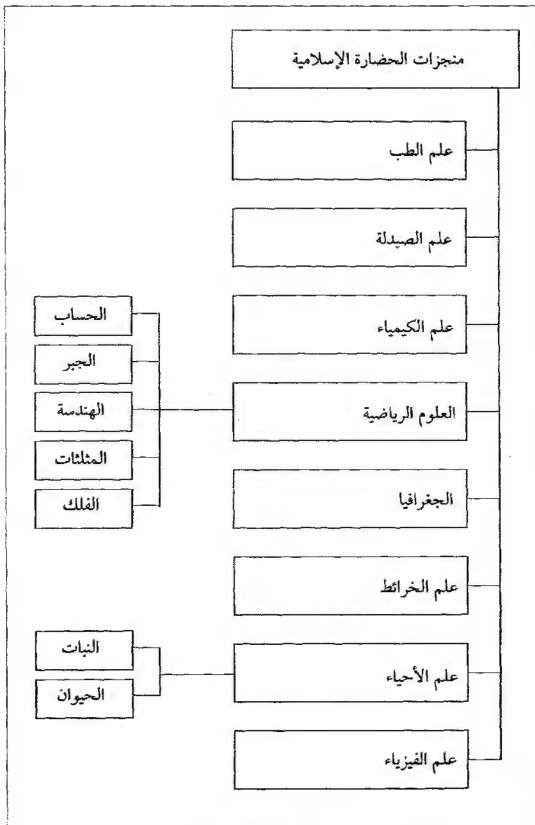 منجزات الحضارة الإسلامية
علم الطب
علم الصيدلة
علم الكيمياء
العلوم الرياضية
الحساب
الجبر
الهندسة
المثلثات
الفلك
الجغرافيا
علم الخرائط
علم الأحياء
النبات
الحيوان
علم الفيزياء